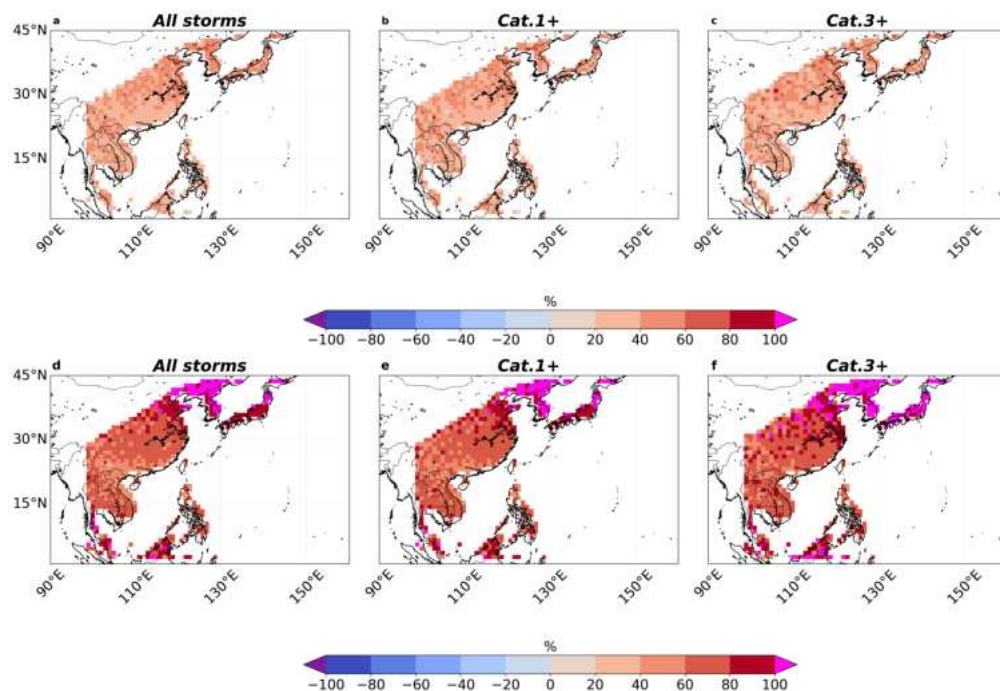 a All storms
b Cat.1+
c Cat.3+
45°N
30°N
15°N
90°E 110°E 130°E 150°E 90°E 110°E 130°E 150°E 90°E 110°E 130°E 150°E
%
−100 −80 −60 −40 −20 0 20 40 60 80 100
d All storms
e Cat.1+
f Cat.3+
45°N
30°N
15°N
90°E 110°E 130°E 150°E 90°E 110°E 130°E 150°E 90°E 110°E 130°E 150°E
%
−100 −80 −60 −40 −20 0 20 40 60 80 100